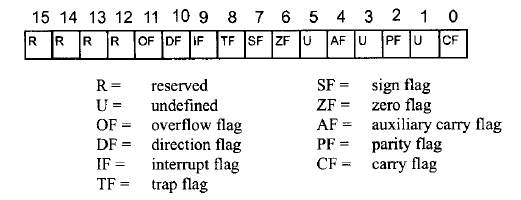 15 14 13 12 11 10 9 8 7 6 5 4 3 2 1 0
R R R R OF DF IF TF SF ZF U AF U PF U CF
R = reserved SF = sign flag
U = undefined ZF = zero flag
OF = overflow flag AF = auxiliary carry flag
DF = direction flag PF = parity flag
IF = interrupt flag CF = carry flag
TF = trap flag